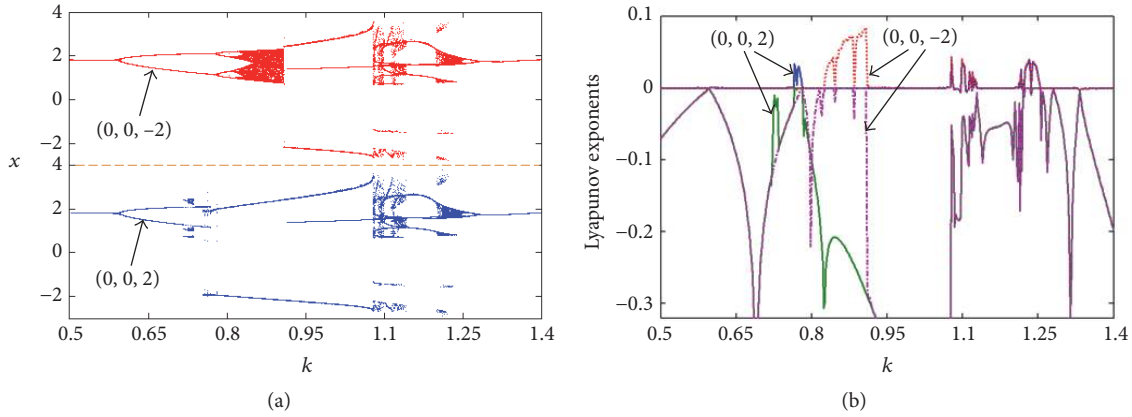 4
2
0
−2
4
2
0
−2
x
(0, 0, −2)
(0, 0, 2)
0.5 0.65 0.8 0.95 1.1 1.25 1.4
k
(a)
0.1
0
−0.1
−0.2
−0.3
Lyapunov exponents
(0, 0, 2)
(0, 0, −2)
(0, 0, 2)
0.5 0.65 0.8 0.95 1.1 1.25 1.4
k
(b)